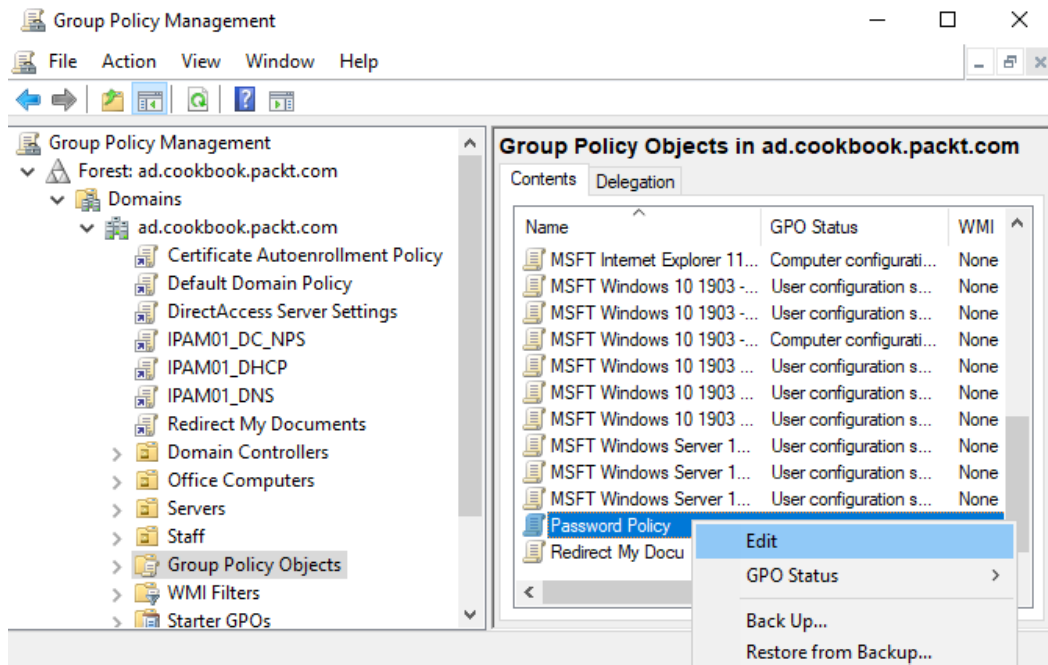 Group Policy Management
File Action View Window Help
Group Policy Management
Forest: ad.cookbook.packt.com
Domains
ad.cookbook.packt.com
Certificate Autoenrollment Policy
Default Domain Policy
DirectAccess Server Settings
IPAM01_DC_NPS
IPAM01_DHCP
IPAM01_DNS
Redirect My Documents
Domain Controllers
Office Computers
Servers
Staff
Group Policy Objects
WMI Filters
Starter GPOs
Group Policy Objects in ad.cookbook.packt.com
Contents Delegation
Name GPO Status WMI
MSFT Internet Explorer 11... Computer configurati... None
MSFT Windows 10 1903 -... User configuration s... None
MSFT Windows 10 1903 -... User configuration s... None
MSFT Windows 10 1903 -... Computer configurati... None
MSFT Windows 10 1903 ... User configuration s... None
MSFT Windows 10 1903 ... User configuration s... None
MSFT Windows 10 1903 ... User configuration s... None
MSFT Windows Server 1... User configuration s... None
MSFT Windows Server 1... User configuration s... None
MSFT Windows Server 1... User configuration s... None
Password Policy
Redirect My Docu
Edit
GPO Status
Back Up...
Restore from Backup...